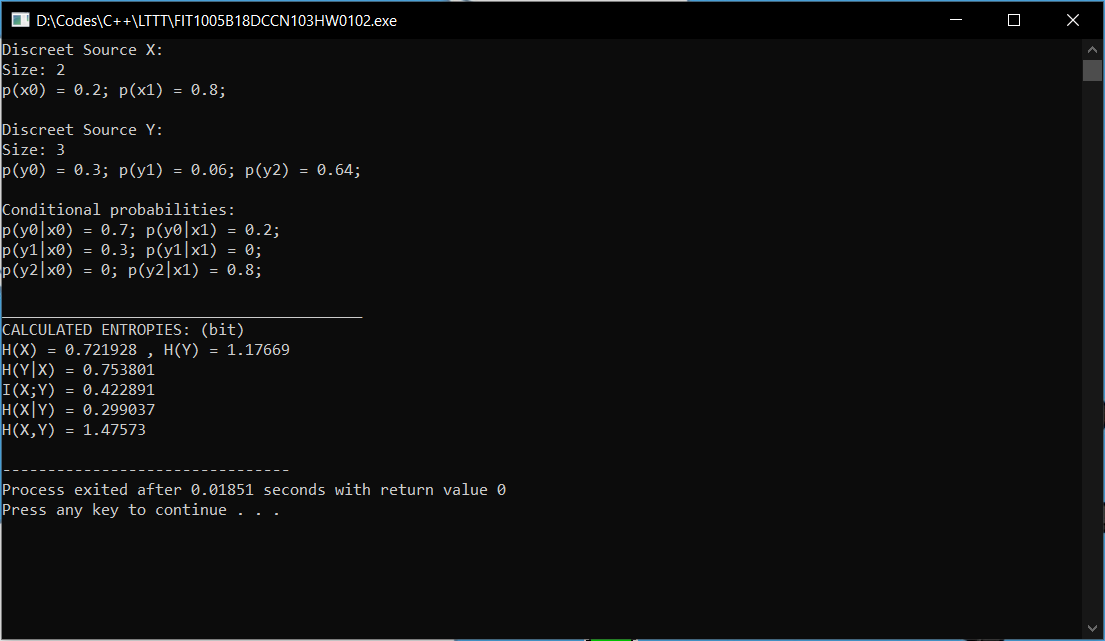 D:\Codes\C++\LTTT\FIT1005B18DCCN103HW0102.exe
Discreet Source X:
Size: 2
p(x0) = 0.2; p(x1) = 0.8;
Discreet Source Y:
Size: 3
p(y0) = 0.3; p(y1) = 0.06; p(y2) = 0.64;
Conditional probabilities:
p(y0|x0) = 0.7; p(y0|x1) = 0.2;
p(y1|x0) = 0.3; p(y1|x1) = 0;
p(y2|x0) = 0; p(y2|x1) = 0.8;
________________________________________
CALCULATED ENTROPIES: (bit)
H(X) = 0.721928 , H(Y) = 1.17669
H(Y|X) = 0.753801
I(X;Y) = 0.422891
H(X|Y) = 0.299037
H(X,Y) = 1.47573
--------------------------------
Process exited after 0.01851 seconds with return value 0
Press any key to continue . . .